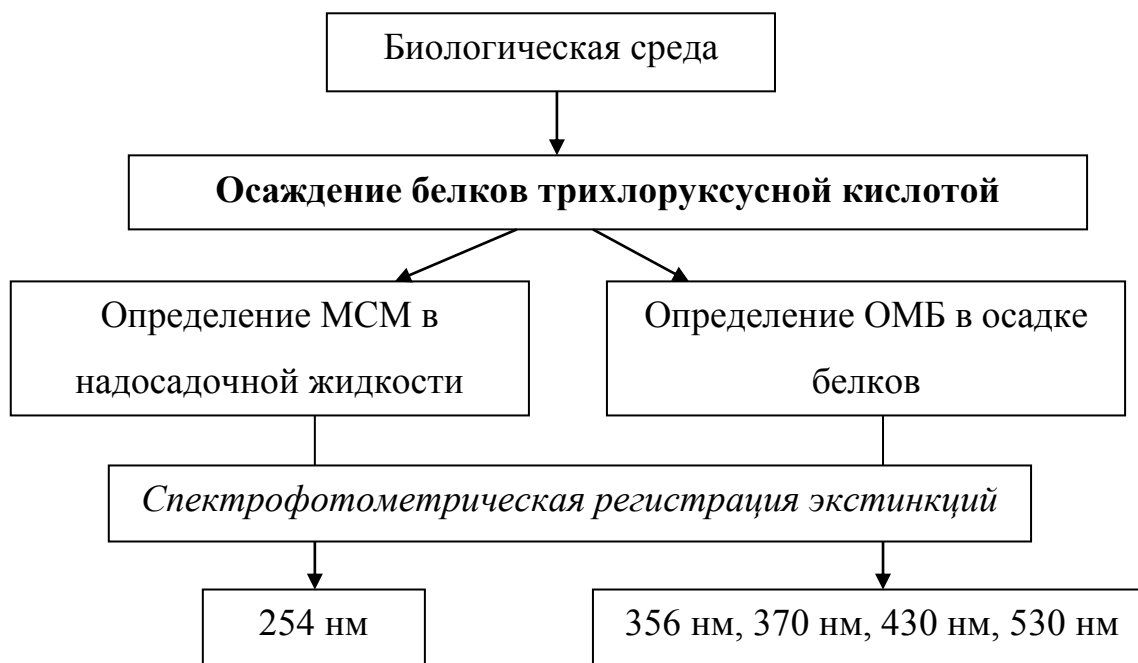 Биологическая среда
Осаждение белков трихлоруксусной кислотой
Определение МСМ в
надосадочной жидкости
Определение ОМБ в осадке
белков
Спектрофотометрическая регистрация экстинкций
254 нм
356 нм, 370 нм, 430 нм, 530 нм